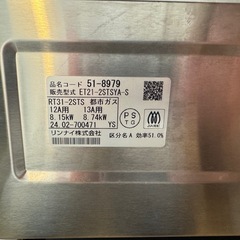 品名コード 51-8979
販売型式 ET21-2STSYA-S
RT31-2STS 都市ガス
12A用 13A用
8.15kW 8.74kW
24.02-700471 YS
リンナイ株式会社
PS
TG
区分名A 効率51.0%